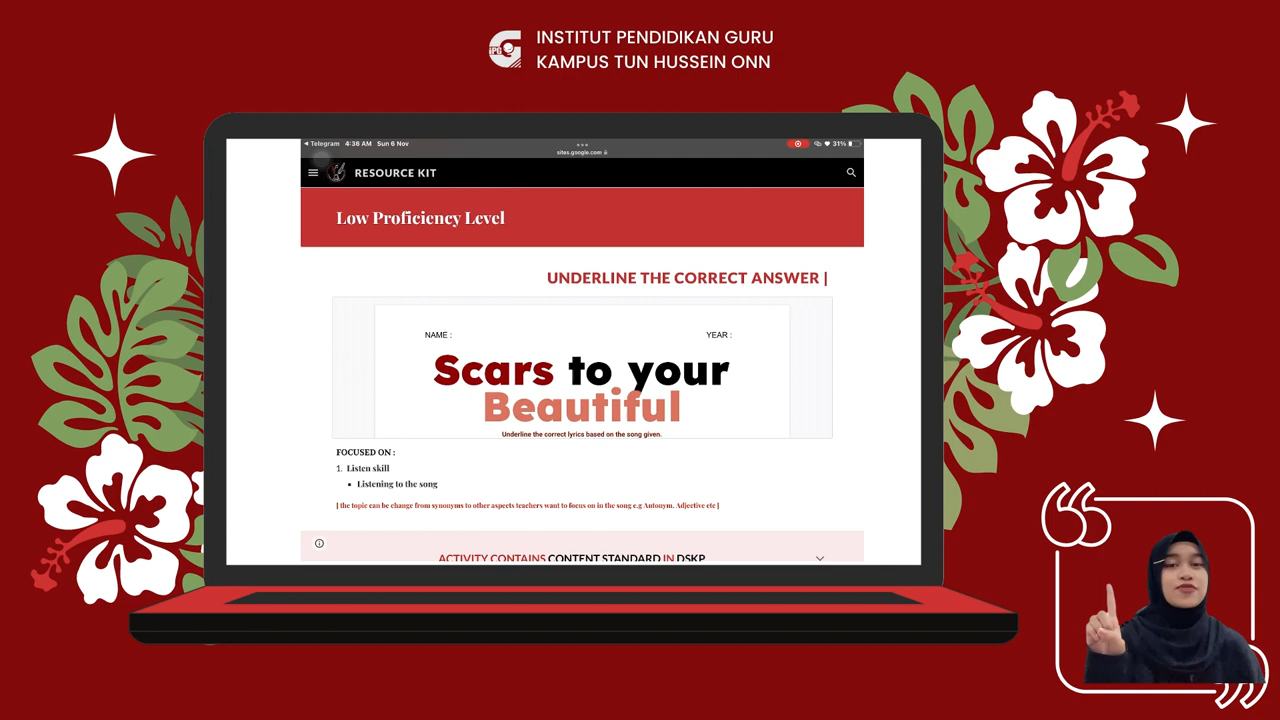 INSTITUT PENDIDIKAN GURU
KAMPUS TUN HUSSEIN ONN
IPG
Telegram 4:36 AM Sun 6 Nov 31%
sites.google.com
RESOURCE KIT
Low Proficiency Level
UNDERLINE THE CORRECT ANSWER |
NAME : YEAR :
Scars to your
Beautiful
Underline the correct lyrics based on the song given.
FOCUSED ON :
1. Listen skill
▪ Listening to the song
[ the topic can be change from synonyms to other aspects teachers want to focus on in the song e.g Antonym, Adjective etc ]
ACTIVITY CONTAINS CONTENT STANDARD IN DSKP